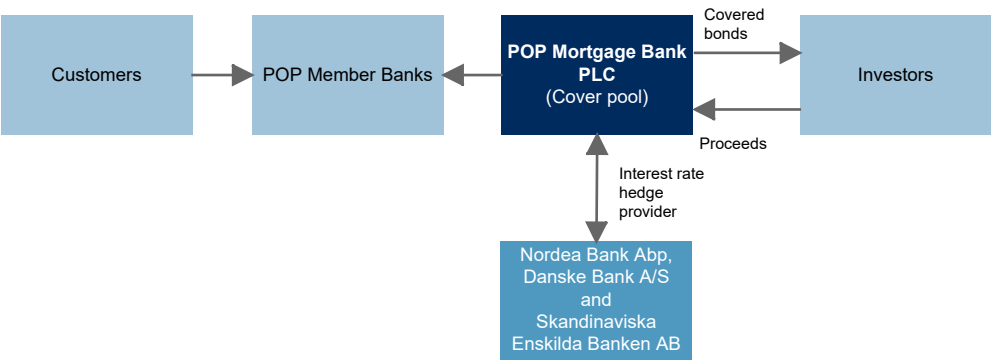 Customers
POP Member Banks
POP Mortgage Bank
PLC
(Cover pool)
Covered
bonds
Investors
Proceeds
Interest rate
hedge
provider
Nordea Bank Abp,
Danske Bank A/S
and
Skandinaviska
Enskilda Banken AB